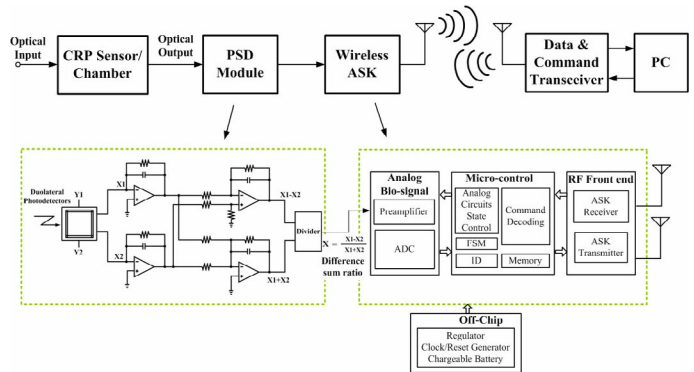 Optical
Input
CRP Sensor/
Chamber
Optical
Output
PSD
Module
Wireless
ASK
Data &
Command
Transceiver
PC
Duolateral
Photodetectors
Y1
Y2
X1
X2
X1-X2
X1+X2
Divider
X = X1-X2
X1+X2
Difference
sum ratio
Analog
Bio-signal
Preamplifier
ADC
Micro-control
Analog
Circuits
State
Control
FSM
ID
Command
Decoding
Memory
RF Front end
ASK
Receiver
ASK
Transmitter
Off-Chip
Regulator
Clock/Reset Generator
Chargeable Battery